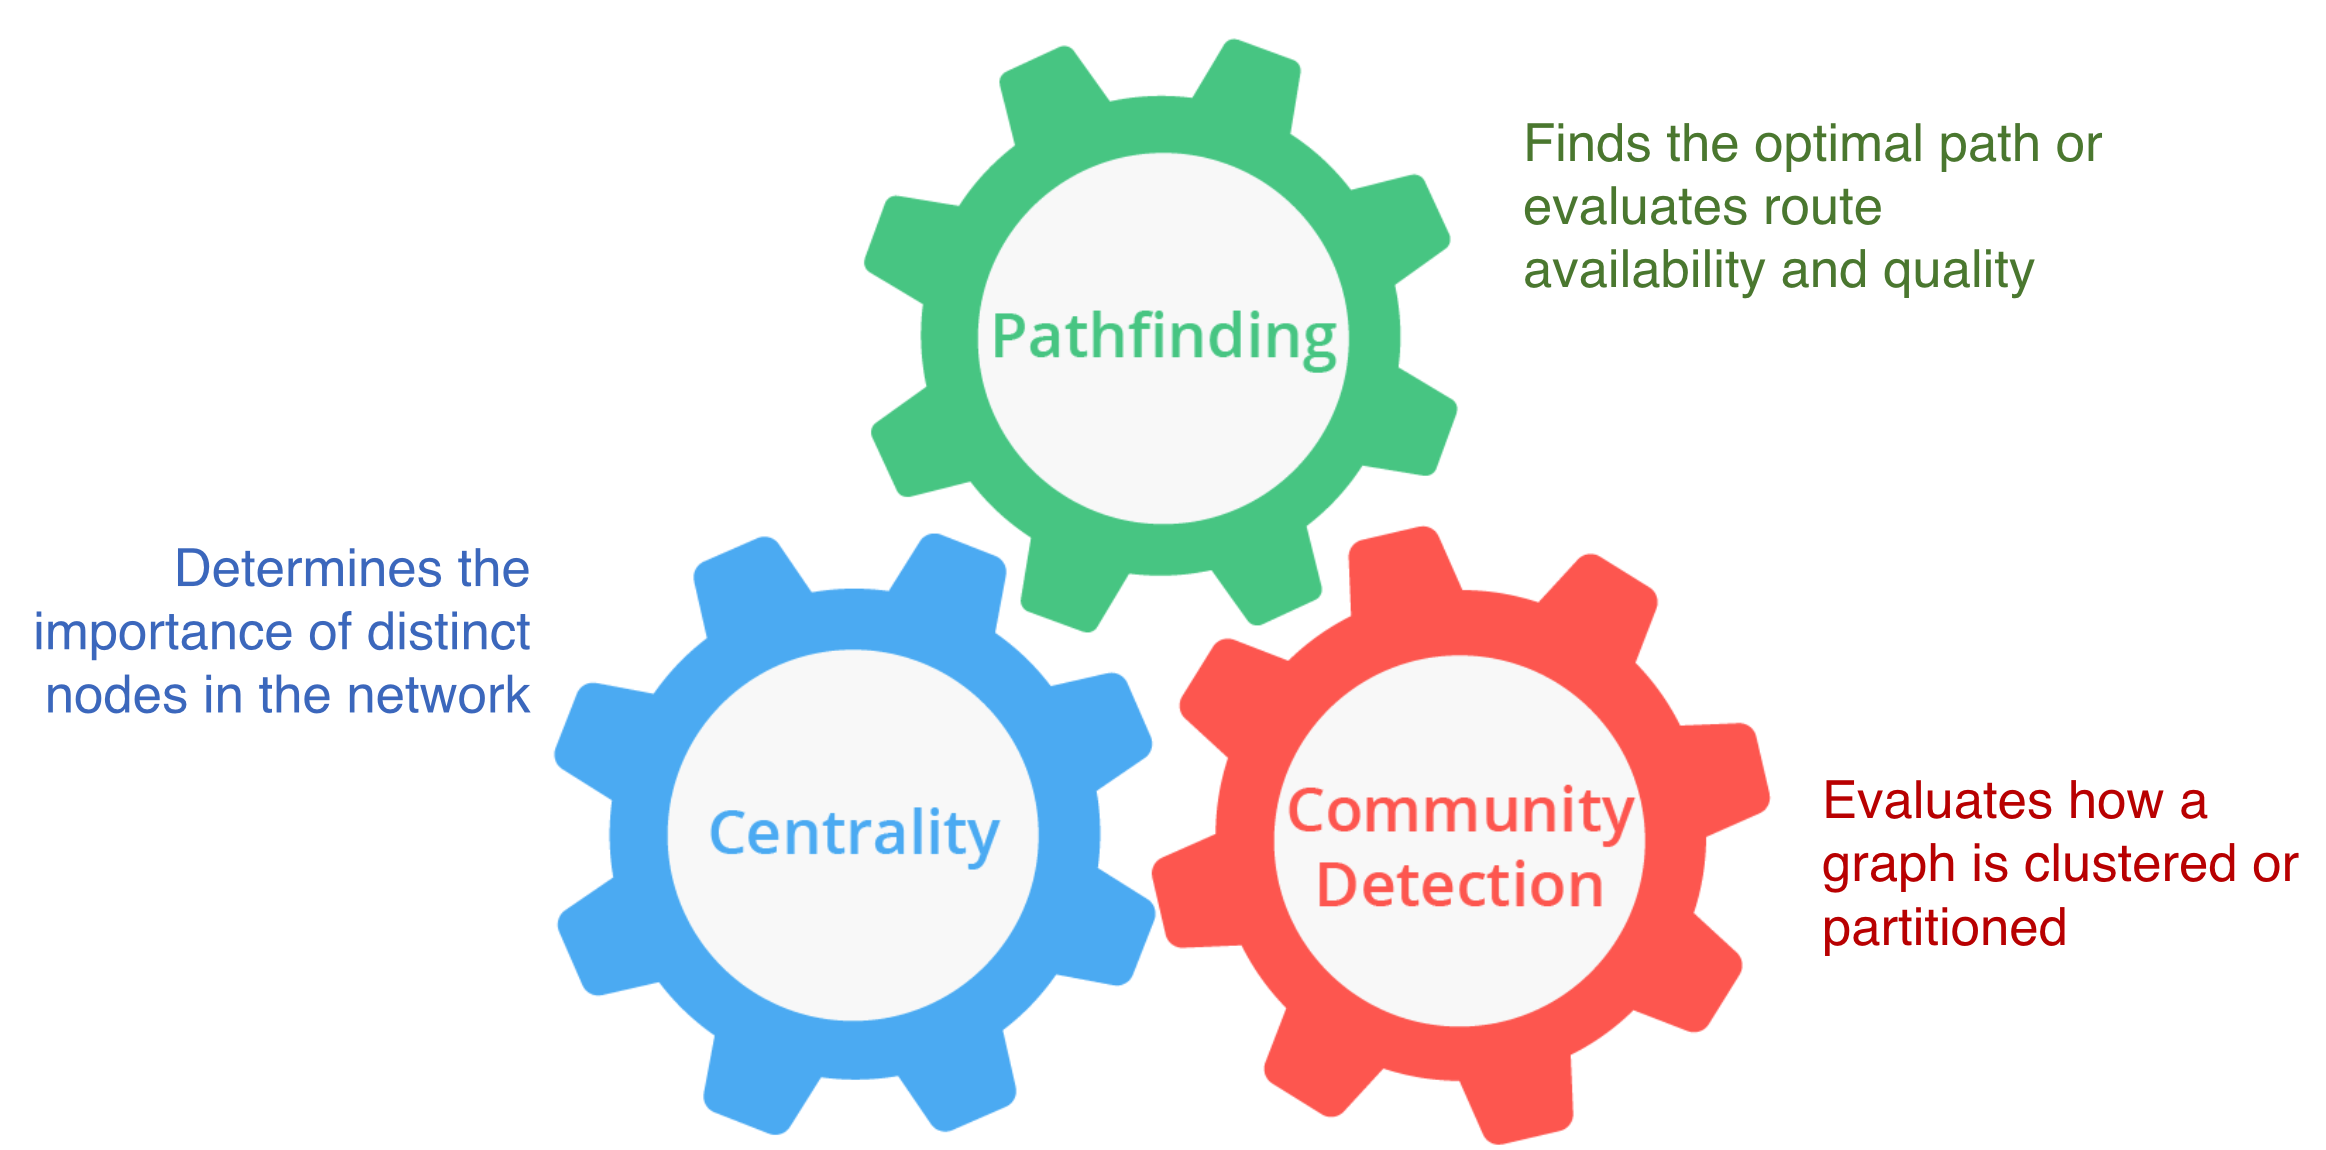 Finds the optimal path or
evaluates route
availability and quality
Pathfinding
Determines the
importance of distinct
nodes in the network
Centrality
Community
Detection
Evaluates how a
graph is clustered or
partitioned